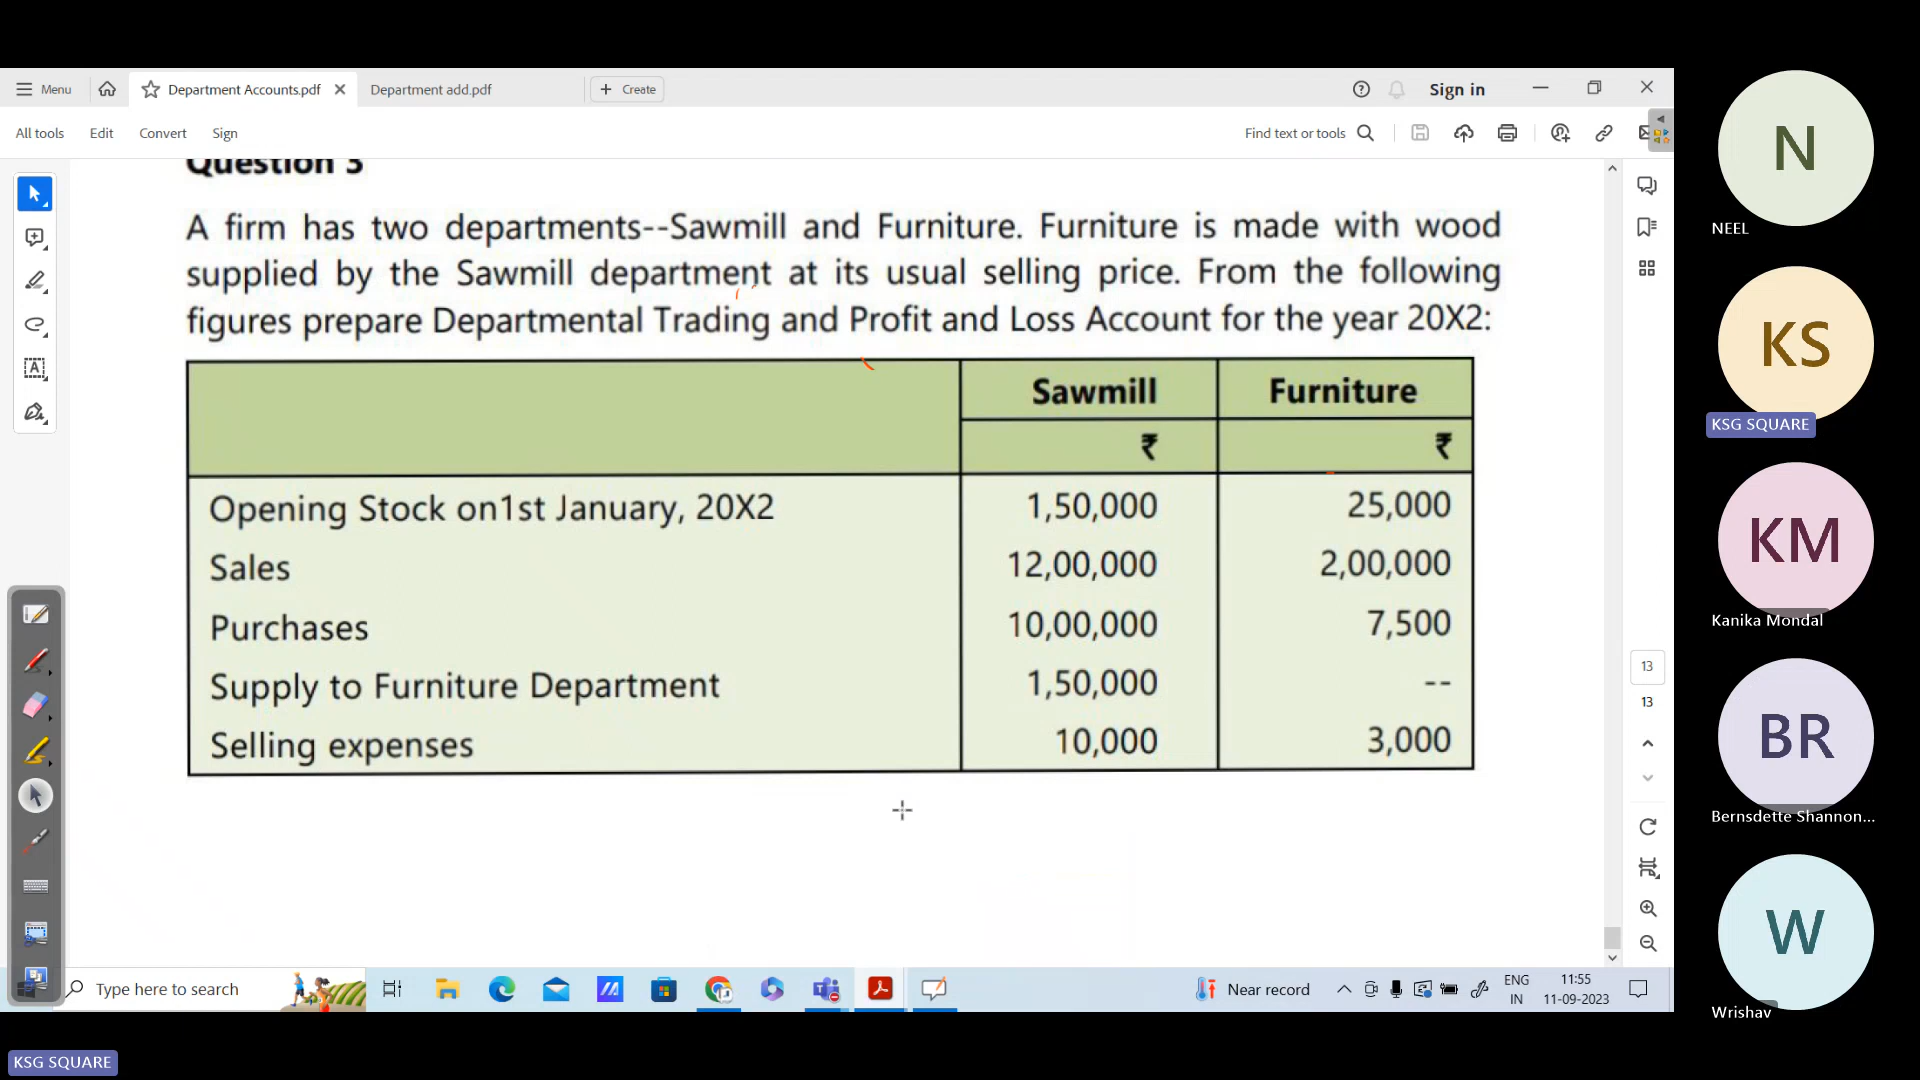 Menu
Department Accounts.pdf
Department add.pdf
Create
Sign in
All tools
Edit
Convert
Sign
Find text or tools
Question 3
A firm has two departments--Sawmill and Furniture. Furniture is made with wood
supplied by the Sawmill department at its usual selling price. From the following
figures prepare Departmental Trading and Profit and Loss Account for the year 20X2:
Sawmill Furniture
₹ ₹
Opening Stock on1st January, 20X2 1,50,000 25,000
Sales 12,00,000 2,00,000
Purchases 10,00,000 7,500
Supply to Furniture Department 1,50,000 --
Selling expenses 10,000 3,000
13
13
Type here to search
Near record
ENG
IN
11:55
11-09-2023
N
NEEL
KS
KSG SQUARE
KM
Kanika Mondal
BR
Bernsdette Shannon...
W
Wrishav
KSG SQUARE